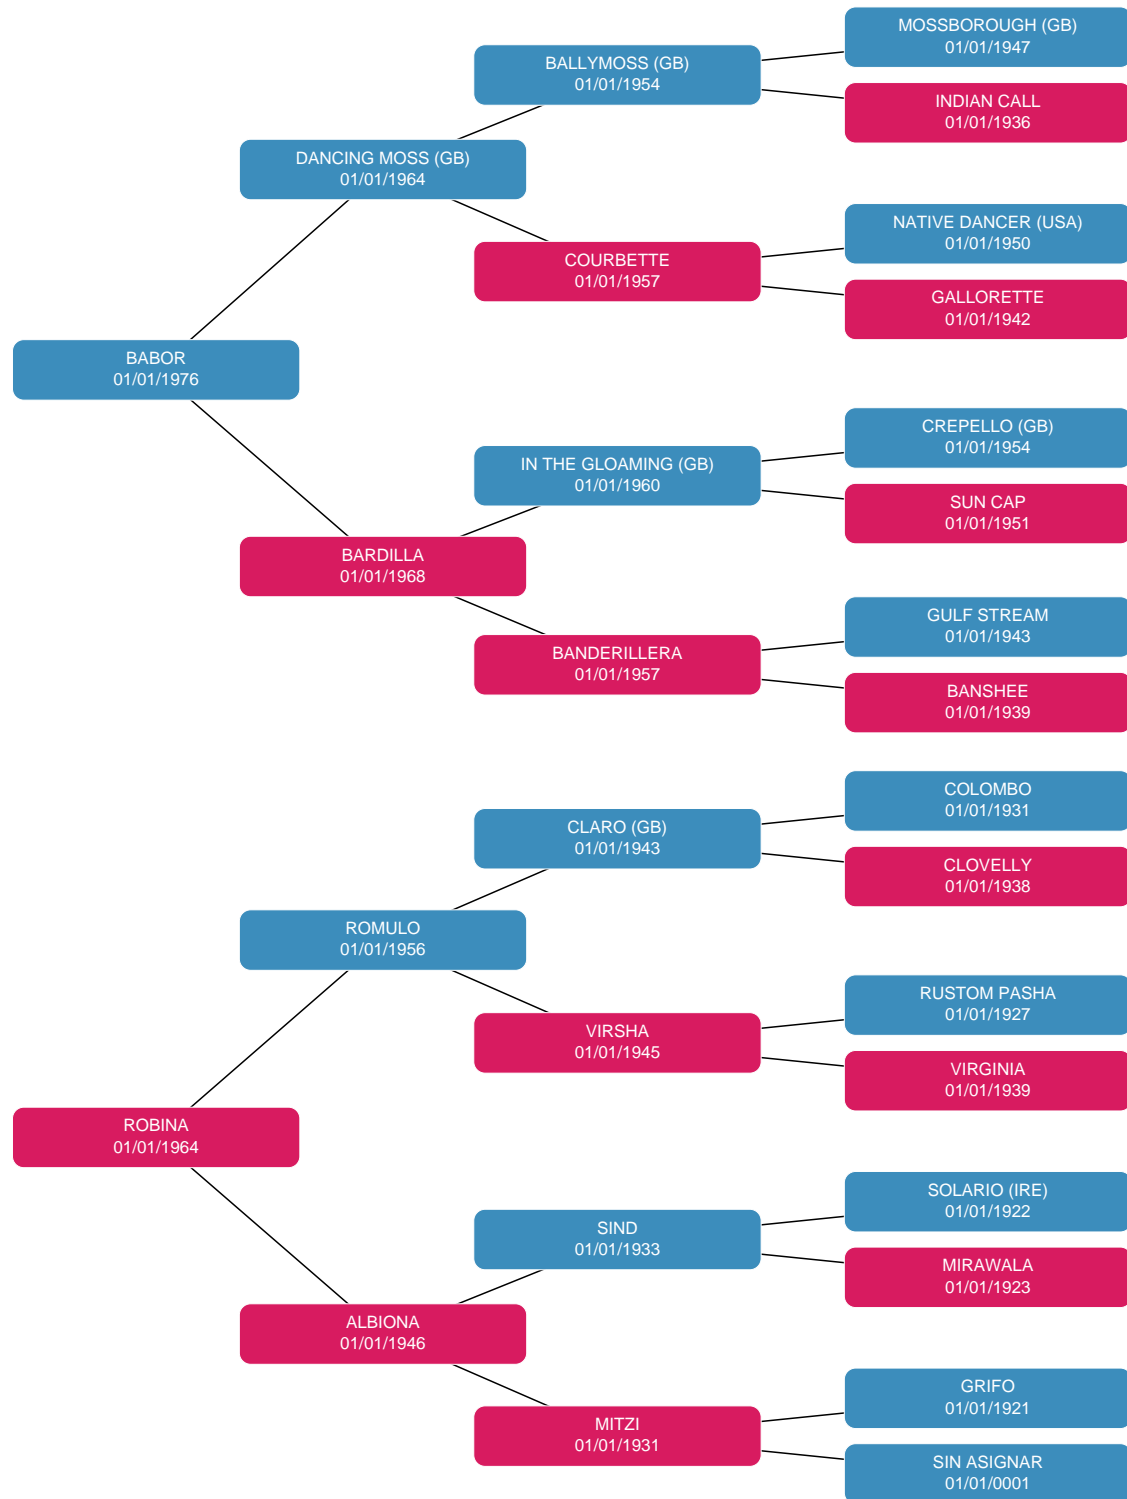 MOSSBOROUGH (GB)
01/01/1947
BALLYMOSS (GB)
01/01/1954
INDIAN CALL
01/01/1936
DANCING MOSS (GB)
01/01/1964
NATIVE DANCER (USA)
01/01/1950
COURBETTE
01/01/1957
GALLORETTE
01/01/1942
BABOR
01/01/1976
CREPELLO (GB)
01/01/1954
IN THE GLOAMING (GB)
01/01/1960
SUN CAP
01/01/1951
BARDILLA
01/01/1968
GULF STREAM
01/01/1943
BANDERILLERA
01/01/1957
BANSHEE
01/01/1939
COLOMBO
01/01/1931
CLARO (GB)
01/01/1943
CLOVELLY
01/01/1938
ROMULO
01/01/1956
RUSTOM PASHA
01/01/1927
VIRSHA
01/01/1945
VIRGINIA
01/01/1939
ROBINA
01/01/1964
SOLARIO (IRE)
01/01/1922
SIND
01/01/1933
MIRAWALA
01/01/1923
ALBIONA
01/01/1946
GRIFO
01/01/1921
MITZI
01/01/1931
SIN ASIGNAR
01/01/0001